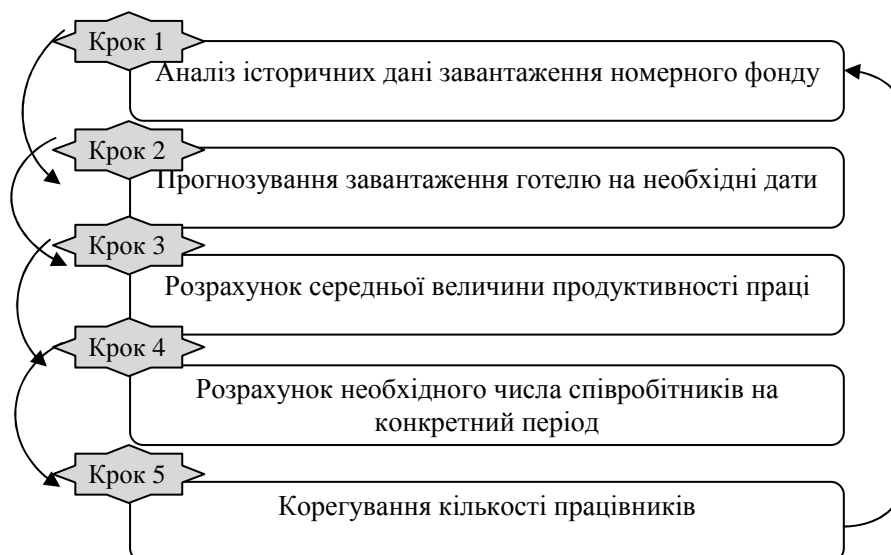 Крок 1
Аналіз історичних дані завантаження номерного фонду
Крок 2
Прогнозування завантаження готелю на необхідні дати
Крок 3
Розрахунок середньої величини продуктивності праці
Крок 4
Розрахунок необхідного числа співробітників на
конкретний період
Крок 5
Корегування кількості працівників